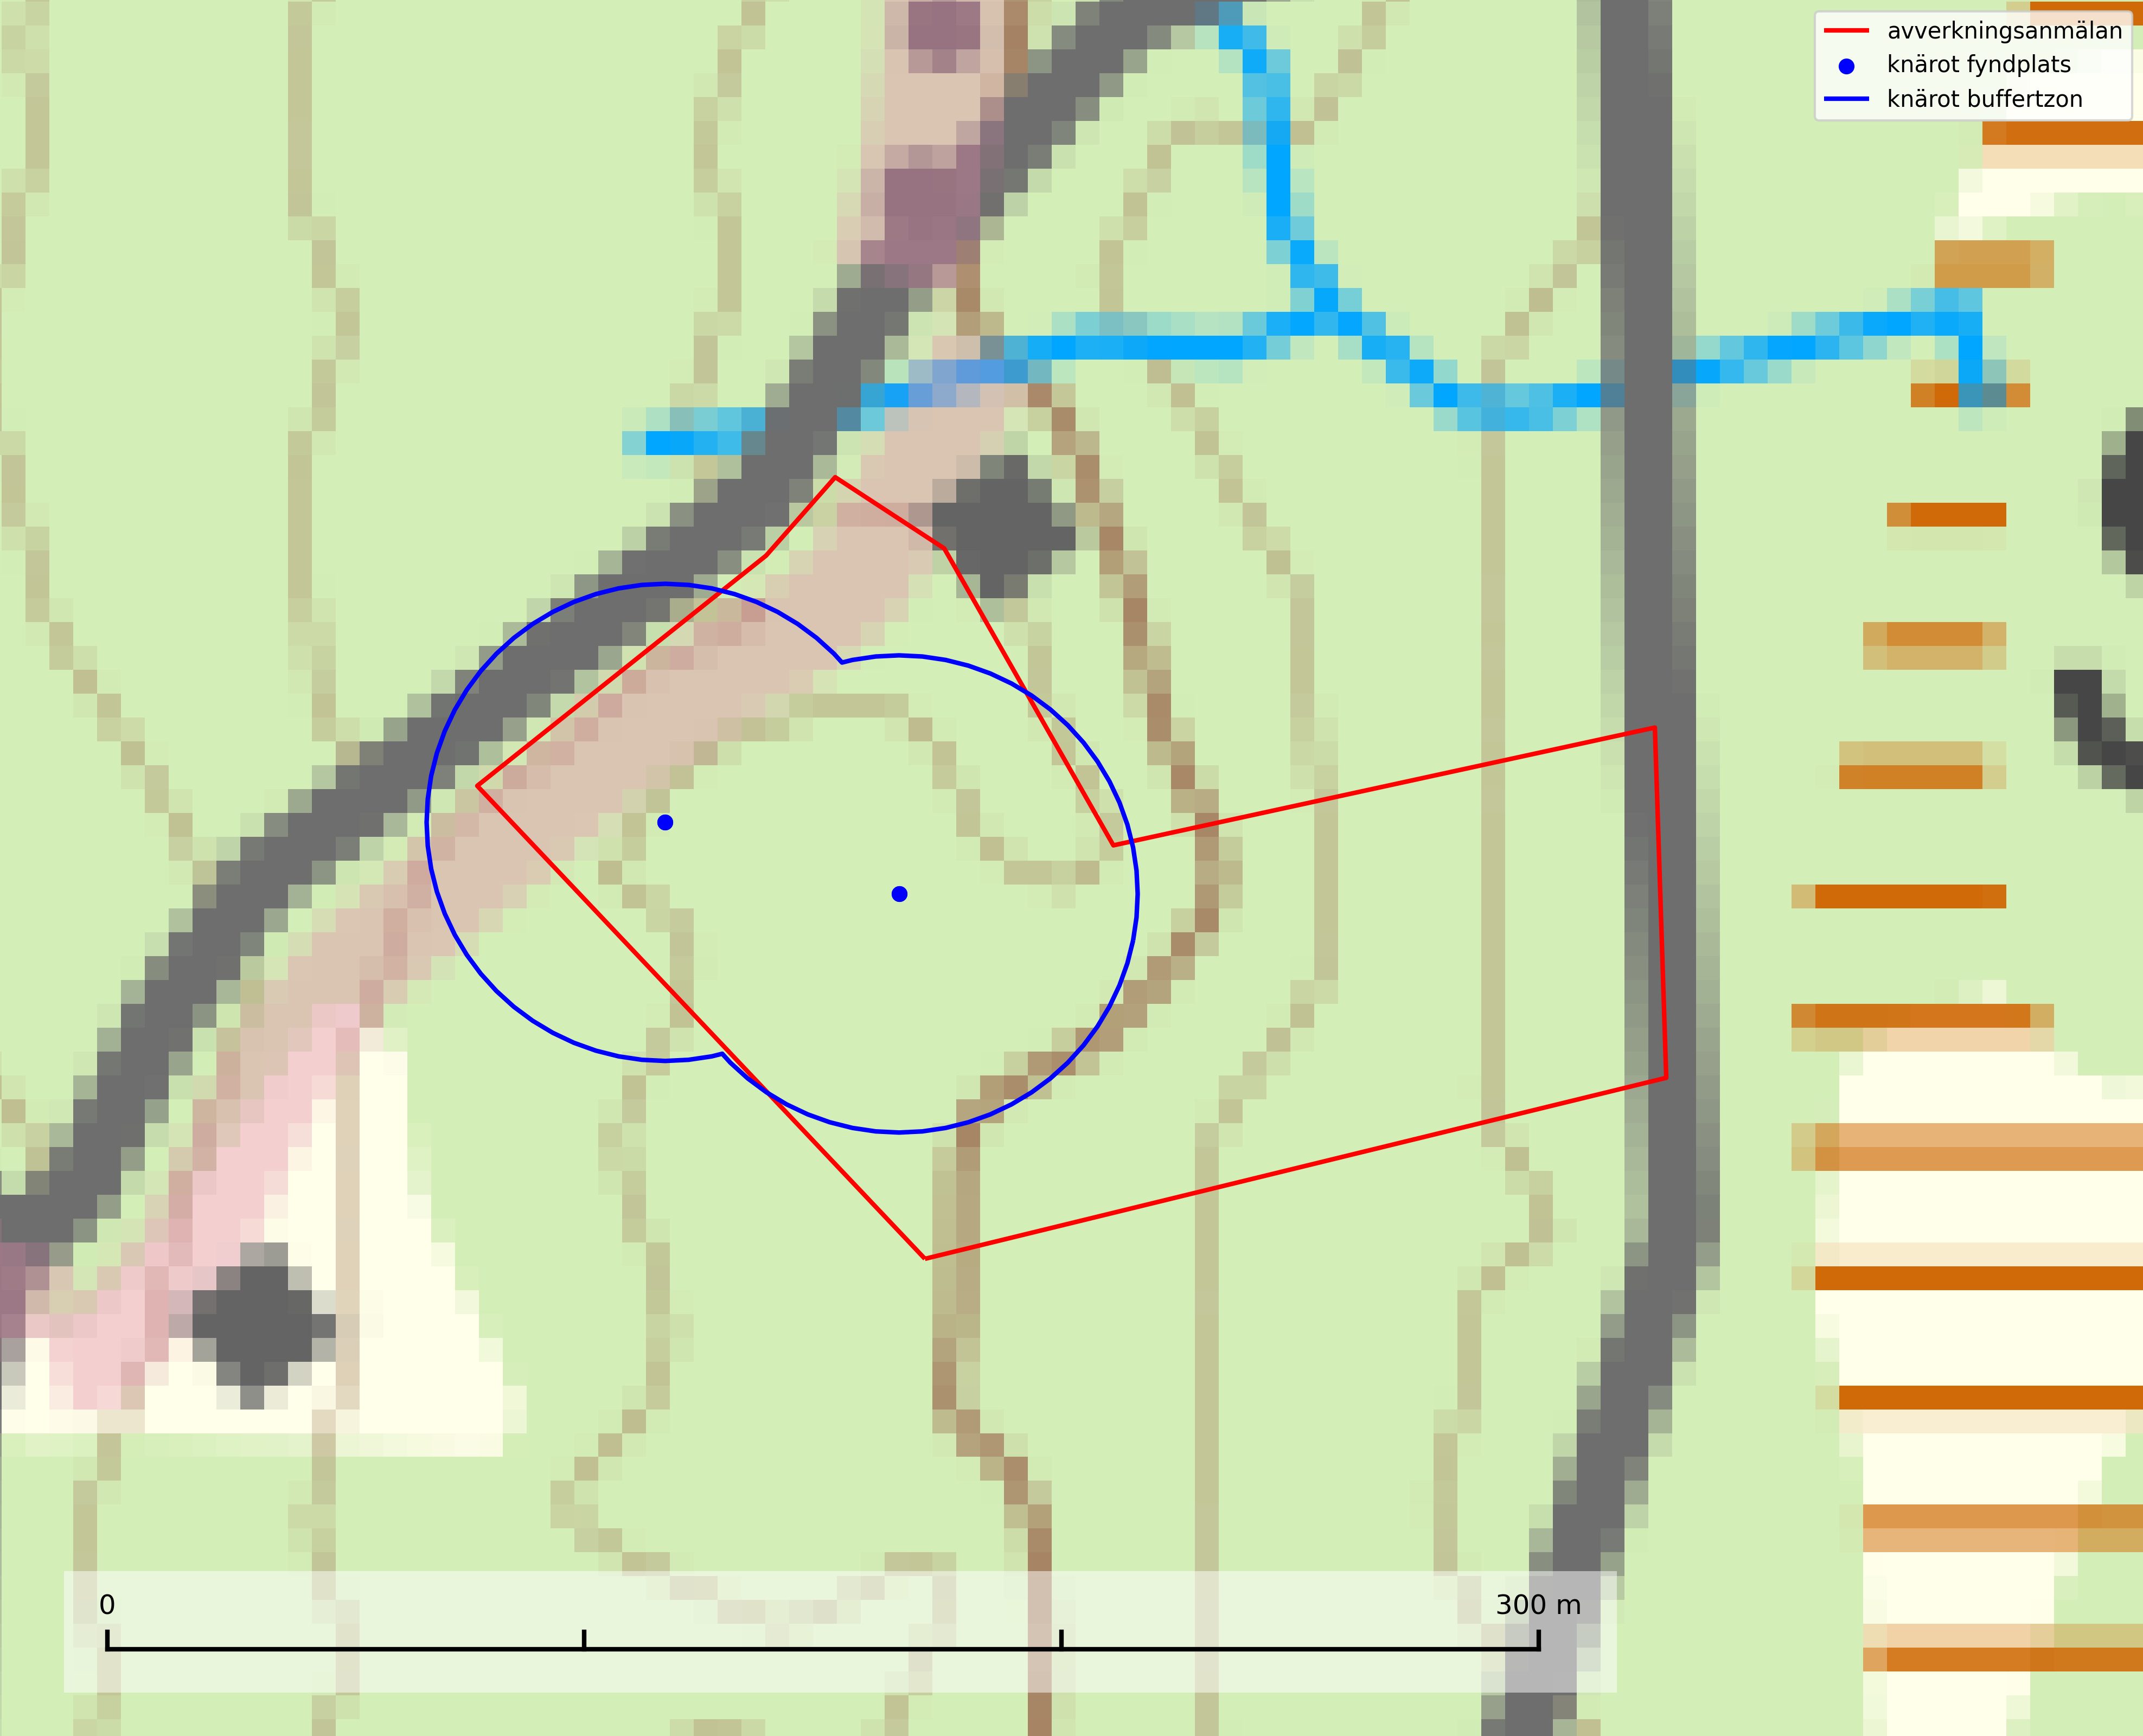 avverkningsanmälan
knärot fyndplats
knärot buffertzon
0 300 m